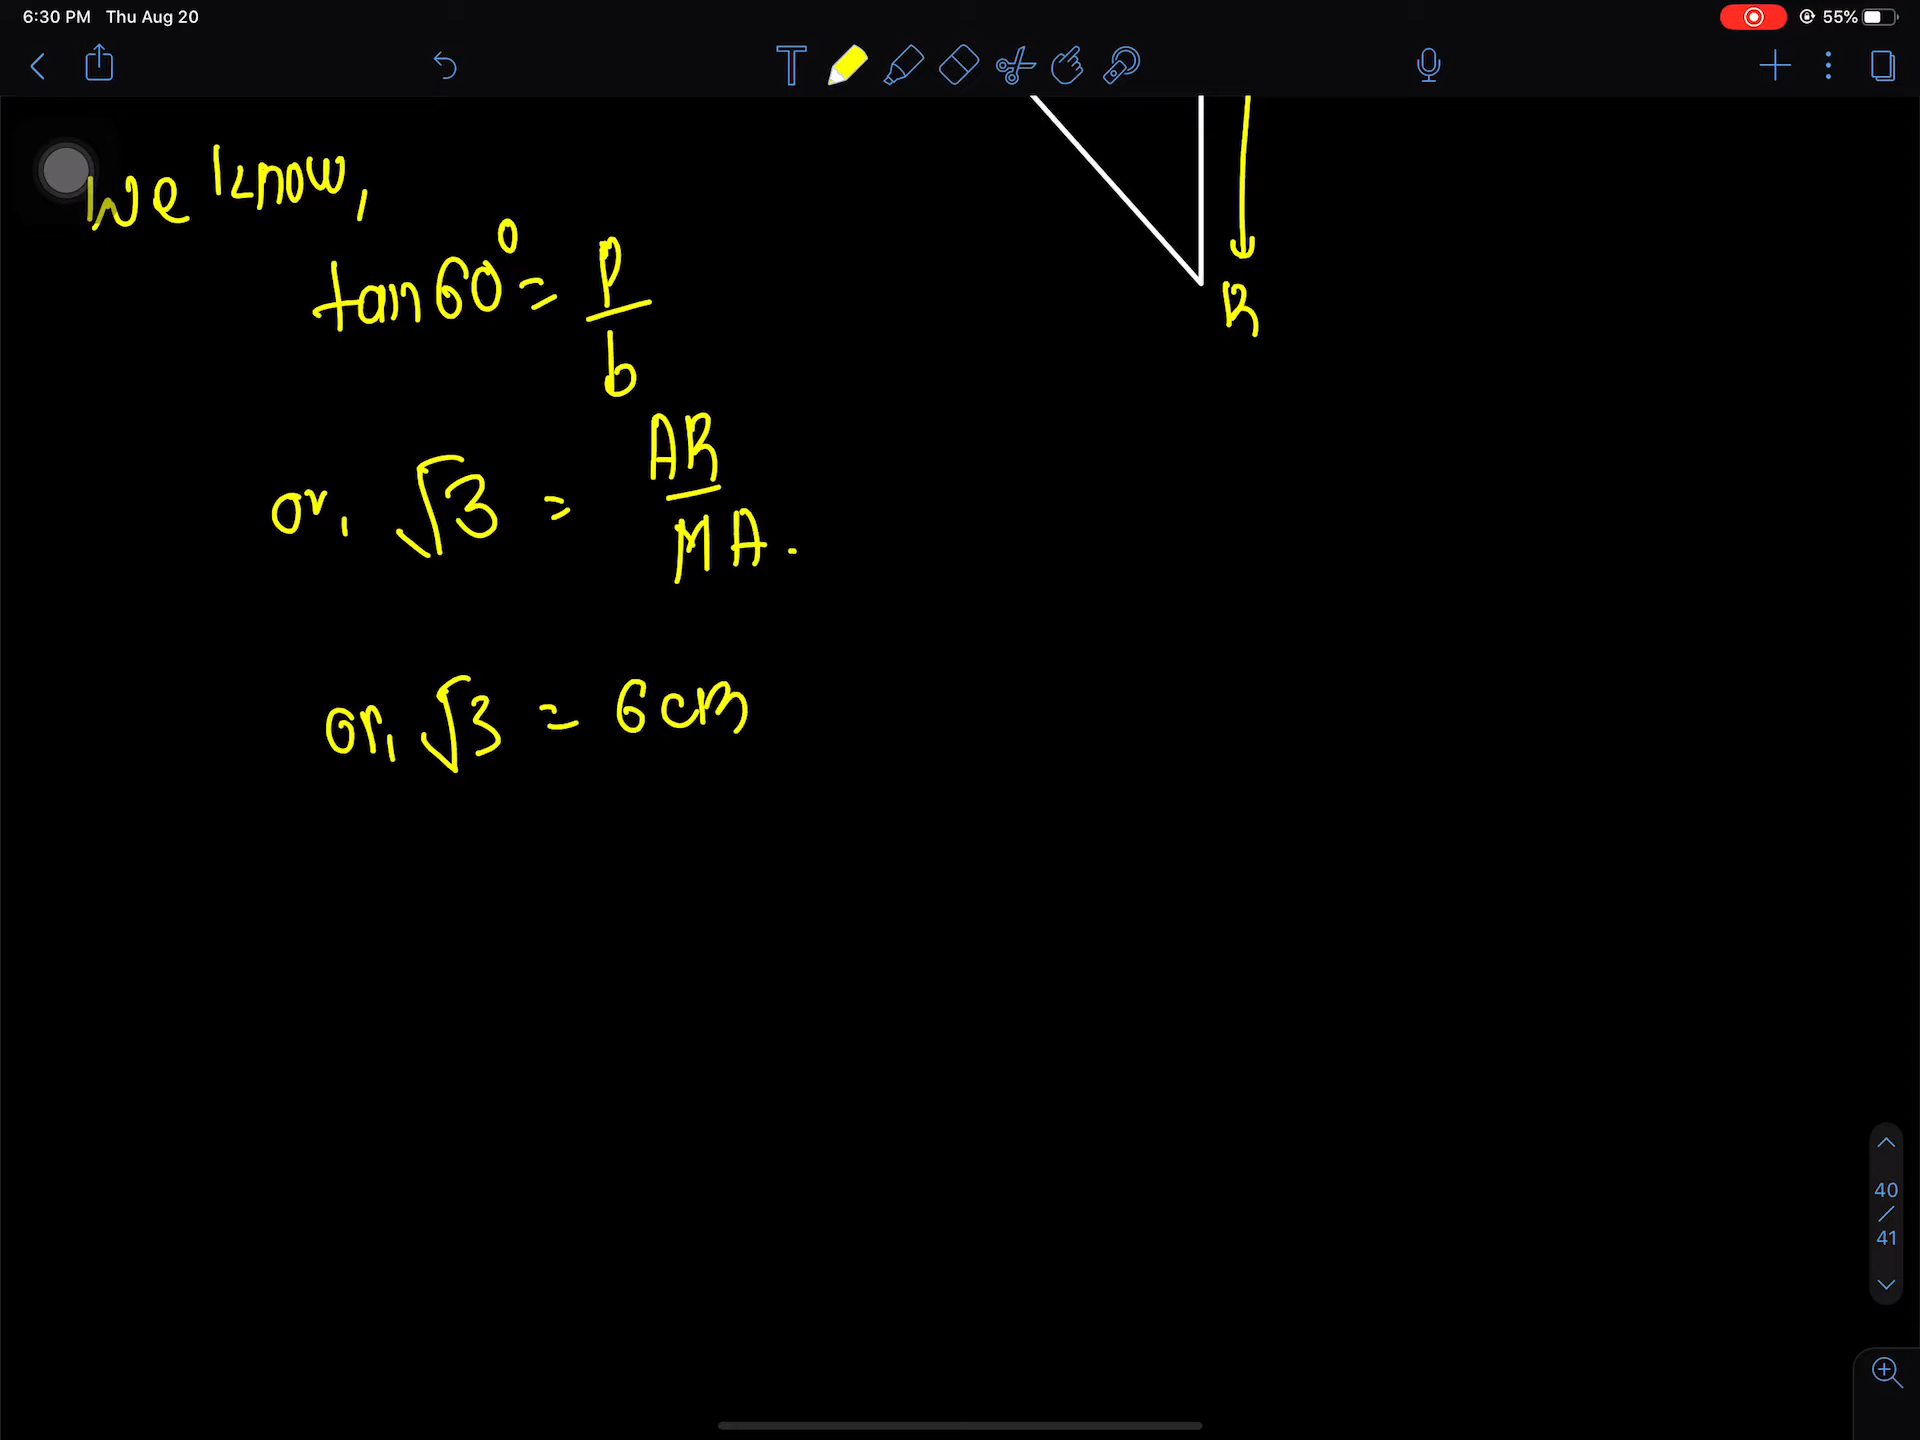 6:30 PM Thu Aug 20
55%
T
We know,
tan 60° = p/b
R
or, √3 = AR/MA.
or, √3 = 6cm
40
/
41